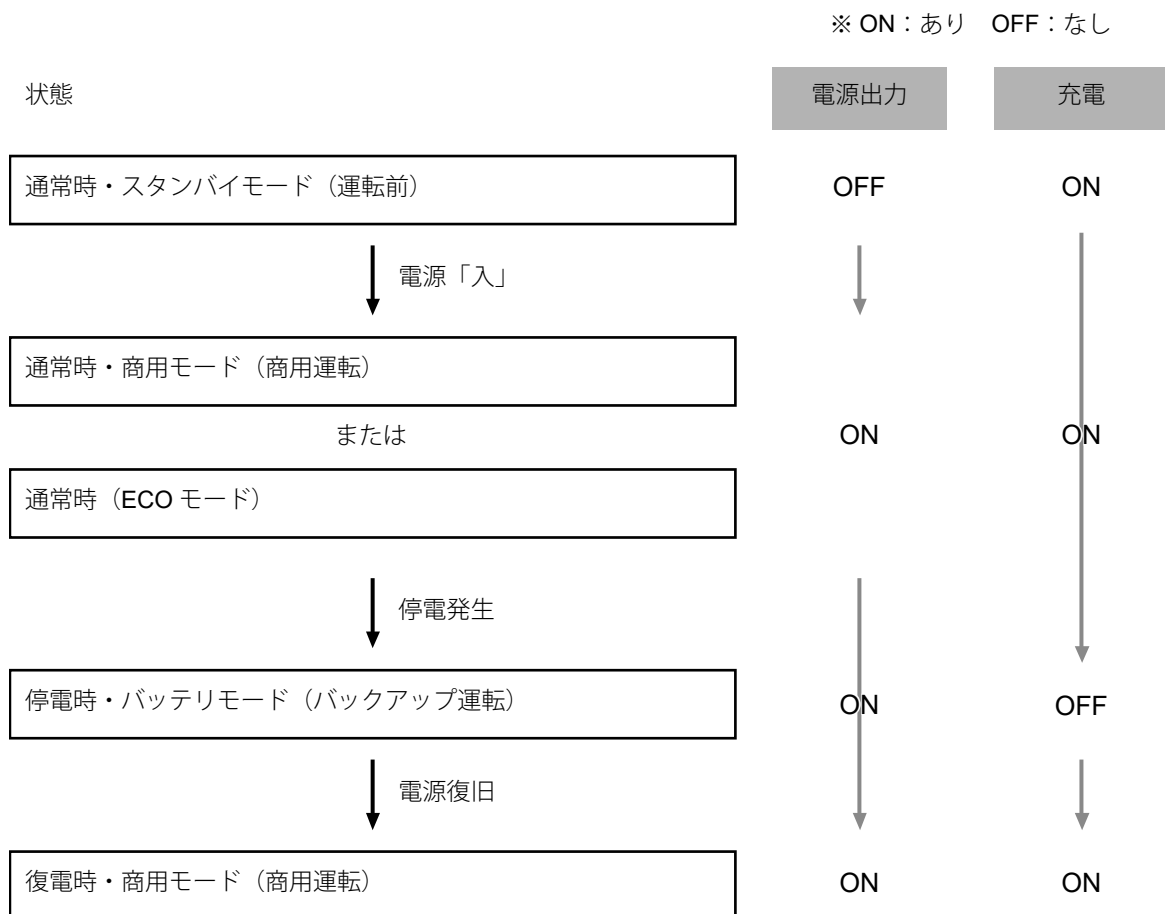 ※ ON：あり　OFF：なし
状態　電源出力　充電
通常時・スタンバイモード（運転前）　OFF　ON
電源「入」
通常時・商用モード（商用運転）
または　ON　ON
通常時（ECO モード）
停電発生
停電時・バッテリモード（バックアップ運転）　ON　OFF
電源復旧
復電時・商用モード（商用運転）　ON　ON